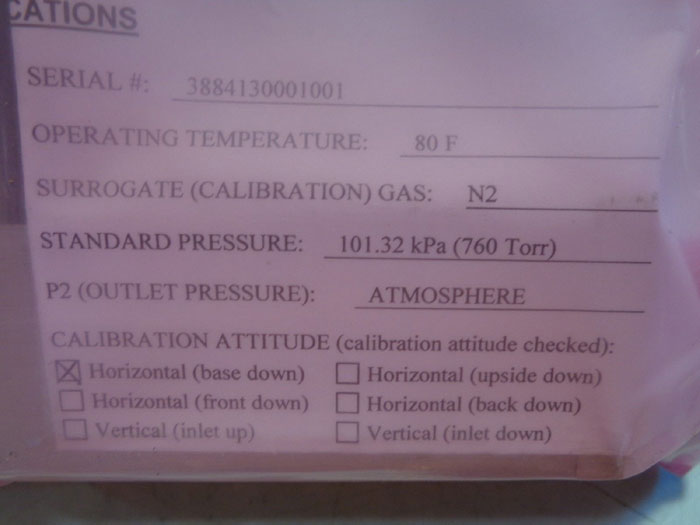 CATIONS
SERIAL #: 3884130001001
OPERATING TEMPERATURE: 80 F
SURROGATE (CALIBRATION) GAS: N2
STANDARD PRESSURE: 101.32 kPa (760 Torr)
P2 (OUTLET PRESSURE): ATMOSPHERE
CALIBRATION ATTITUDE (calibration attitude checked):
☒ Horizontal (base down) ☐ Horizontal (upside down)
☐ Horizontal (front down) ☐ Horizontal (back down)
☐ Vertical (inlet up) ☐ Vertical (inlet down)